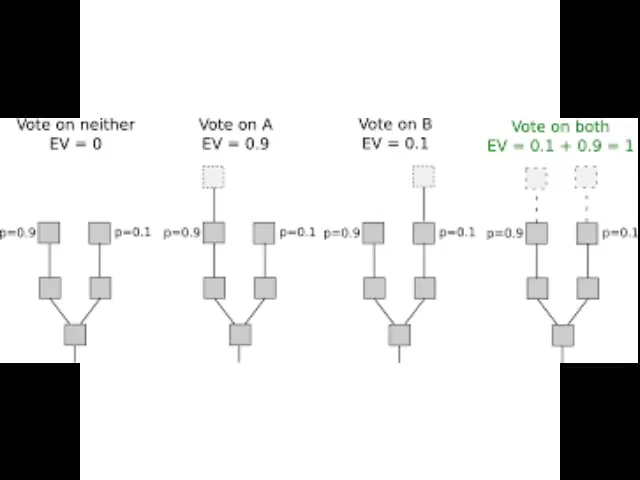 Vote on neither
EV = 0
Vote on A
EV = 0.9
Vote on B
EV = 0.1
Vote on both
EV = 0.1 + 0.9 = 1
p=0.9
p=0.1
p=0.9
p=0.1
p=0.9
p=0.1
p=0.9
p=0.1